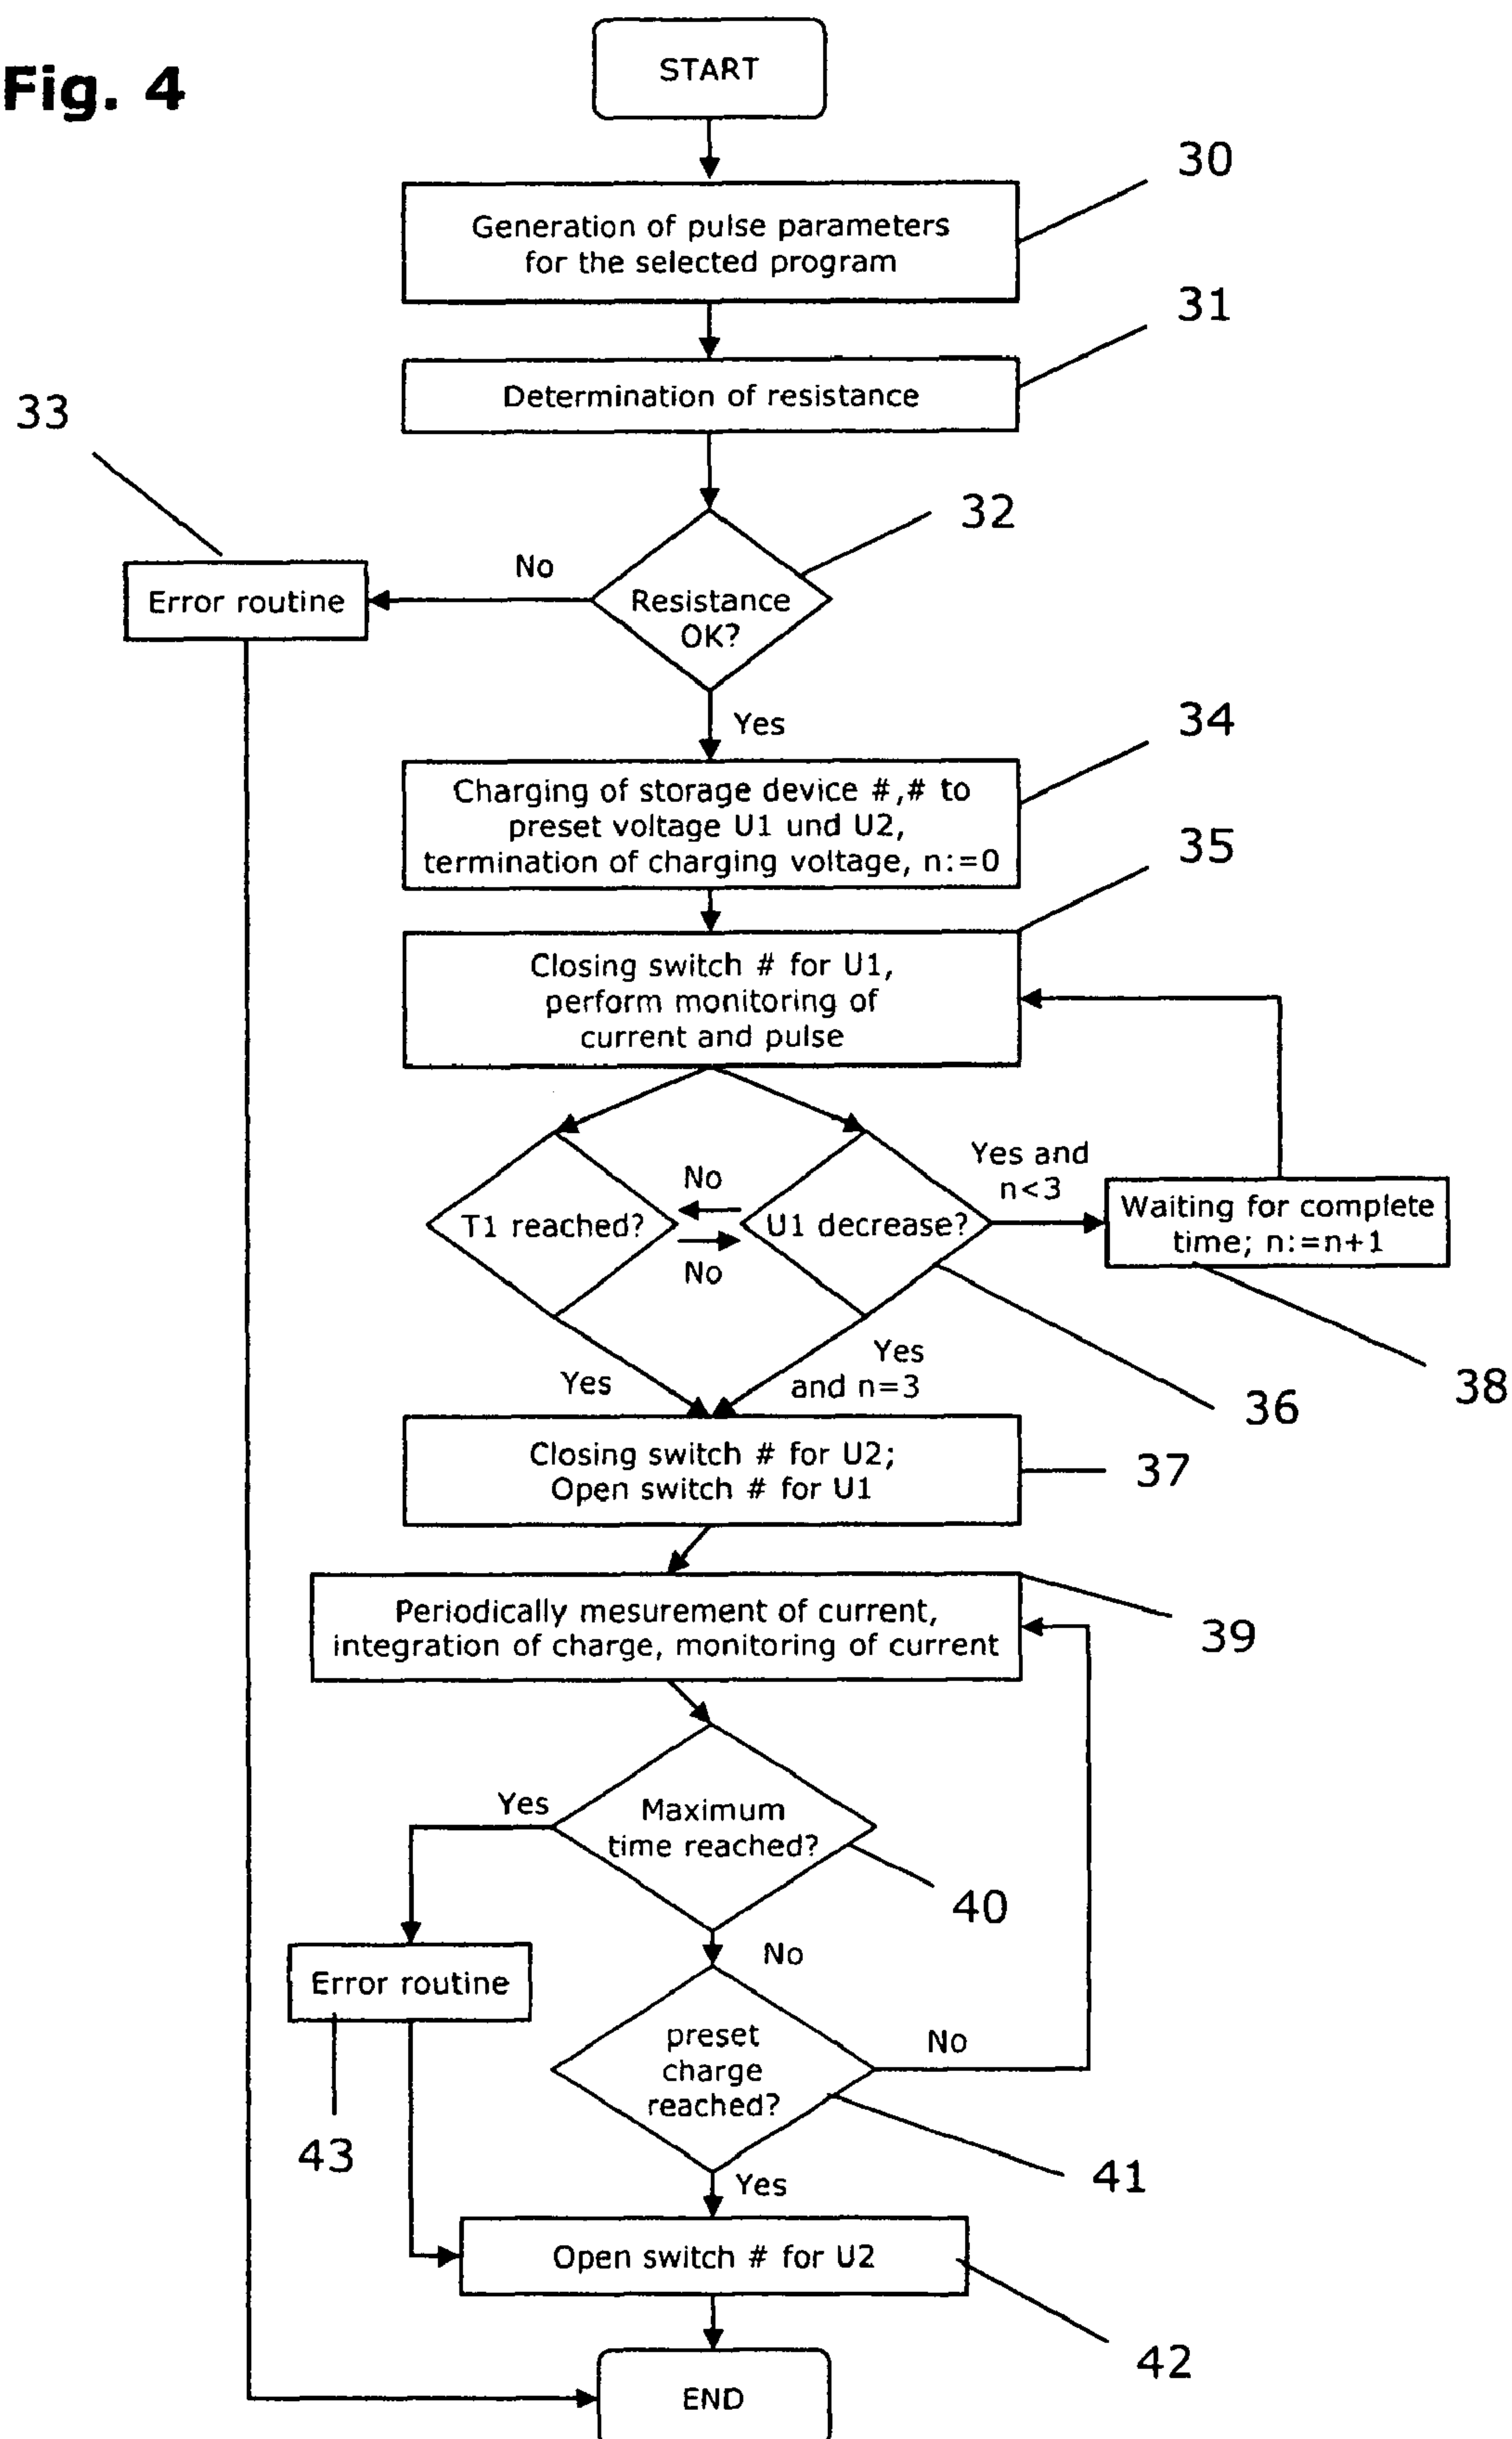 Fig. 4
START
30
Generation of pulse parameters
for the selected program
31
Determination of resistance
33
32
No
Error routine
Resistance
OK?
Yes
34
Charging of storage device #,# to
preset voltage U1 und U2,
termination of charging voltage, n:=0
35
Closing switch # for U1,
perform monitoring of
current and pulse
T1 reached?
No
No
U1 decrease?
Yes and
n<3
Waiting for complete
time; n:=n+1
38
36
Yes
Yes
and n=3
Closing switch # for U2;
Open switch # for U1
37
Periodically mesurement of current,
integration of charge, monitoring of current
39
Yes
Maximum
time reached?
40
No
Error routine
43
preset
charge
reached?
No
41
Yes
Open switch # for U2
42
END